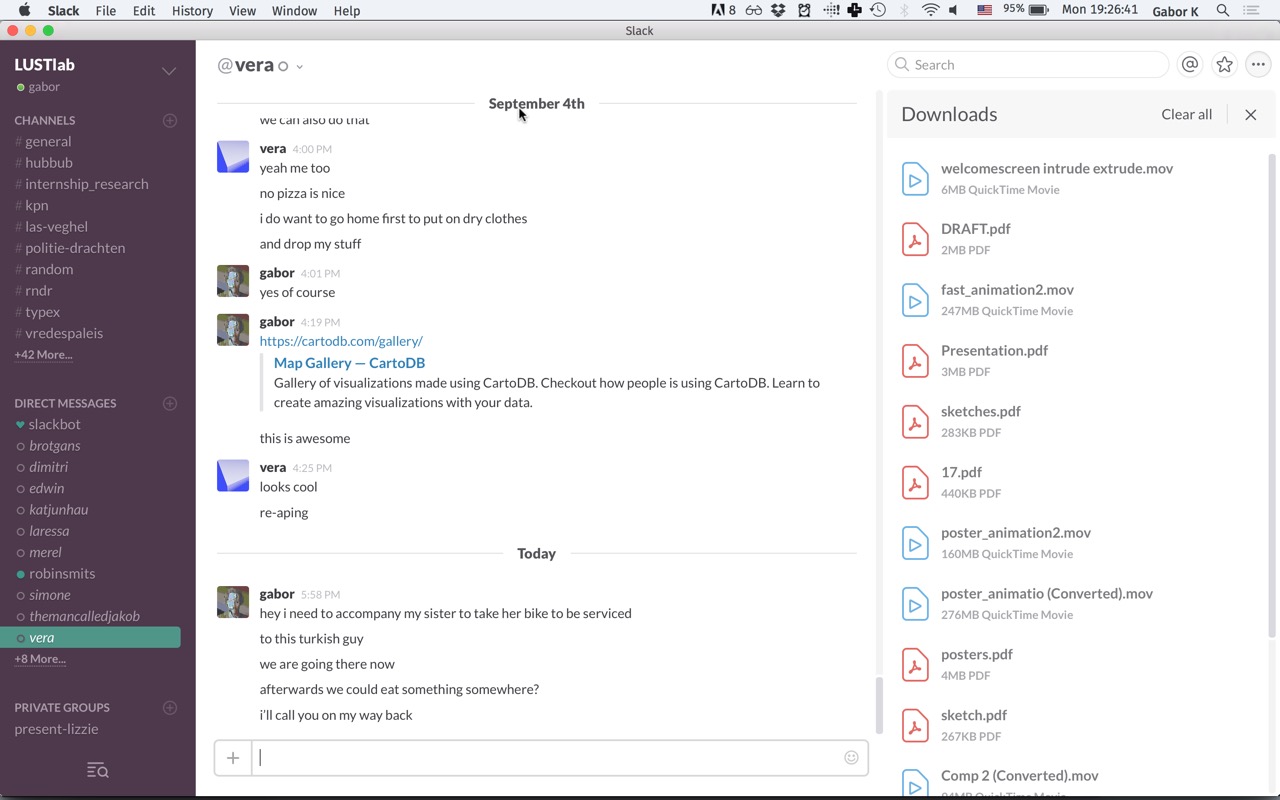 Slack File Edit History View Window Help 8 95% Mon 19:26:41 Gabor K
Slack
LUSTlab
gabor
CHANNELS
# general
# hubbub
# internship_research
# kpn
# las-veghel
# politie-drachten
# random
# rndr
# typex
# vredespaleis
+42 More...
DIRECT MESSAGES
slackbot
brotgans
dimitri
edwin
katjunhau
laressa
merel
robinsmits
simone
themancalledjakob
vera
+8 More...
PRIVATE GROUPS
present-lizzie
@vera
September 4th
we can also do that
vera 4:00 PM
yeah me too
no pizza is nice
i do want to go home first to put on dry clothes
and drop my stuff
gabor 4:01 PM
yes of course
gabor 4:19 PM
https://cartodb.com/gallery/
Map Gallery — CartoDB
Gallery of visualizations made using CartoDB. Checkout how people is using CartoDB. Learn to
create amazing visualizations with your data.
this is awesome
vera 4:25 PM
looks cool
re-aping
Today
gabor 5:58 PM
hey i need to accompany my sister to take her bike to be serviced
to this turkish guy
we are going there now
afterwards we could eat something somewhere?
i'll call you on my way back
Search
Downloads Clear all
welcomescreen intrude extrude.mov
6MB QuickTime Movie
DRAFT.pdf
2MB PDF
fast_animation2.mov
247MB QuickTime Movie
Presentation.pdf
3MB PDF
sketches.pdf
283KB PDF
17.pdf
440KB PDF
poster_animation2.mov
160MB QuickTime Movie
poster_animatio (Converted).mov
276MB QuickTime Movie
posters.pdf
4MB PDF
sketch.pdf
267KB PDF
Comp 2 (Converted).mov
QuickTime Movie